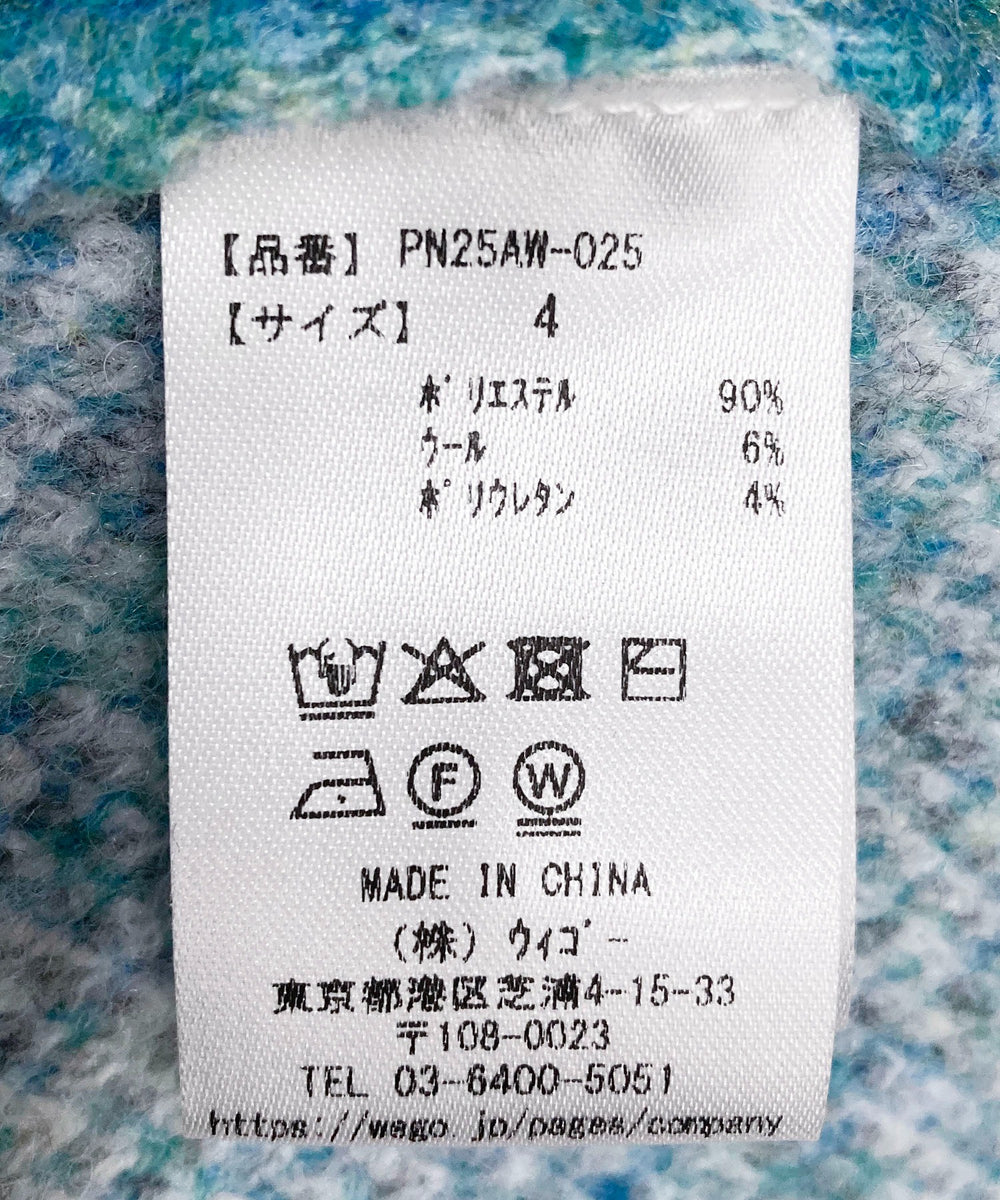 【品番】 PN25AW-025
【サイズ】 4
ポリエステル 90%
ウール 6%
ポリウレタン 4%
F W
MADE IN CHINA
(株) ウィゴー
東京都港区芝浦4-15-33
〒108-0023
TEL 03-6400-5051
https://wego.jp/pages/company